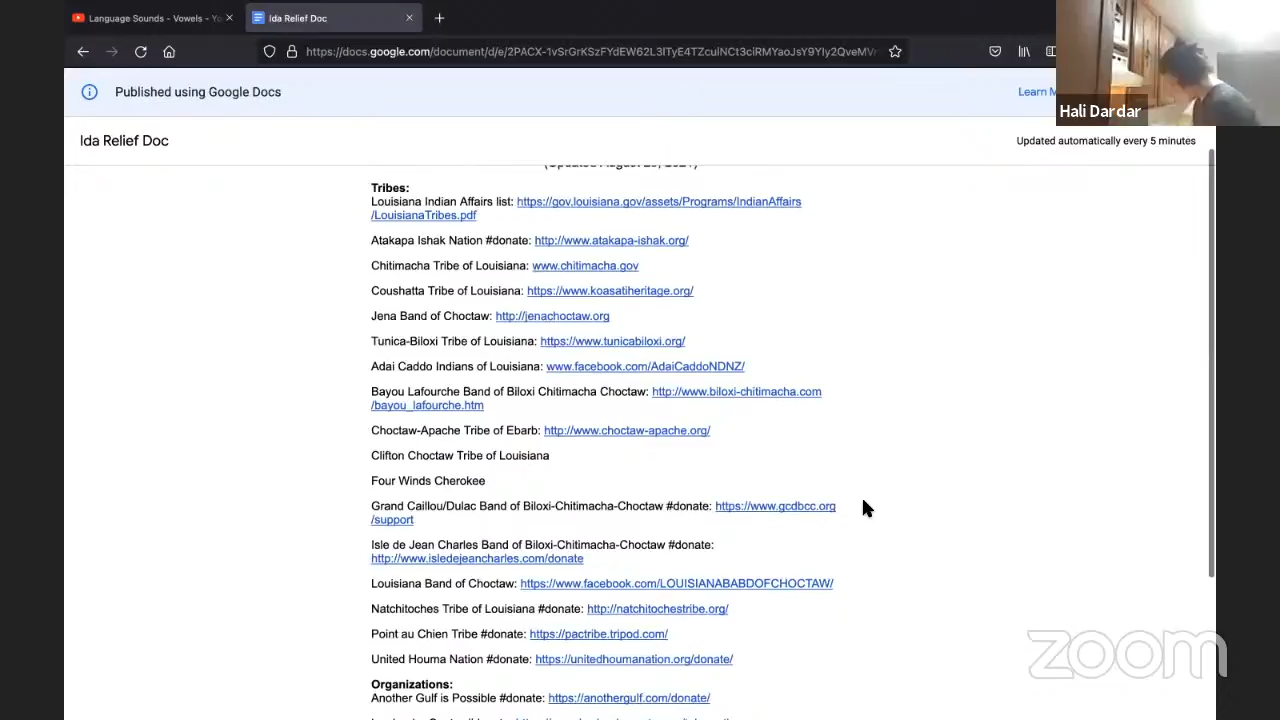 Language Sounds - Vowels - Yo
Ida Relief Doc
https://docs.google.com/document/d/e/2PACX-1vSrGrKSzFYdEW62L3ITyE4TZcuiNCt3ciRMYaoJsY9YIy2QveMVr
Published using Google Docs
Learn M
Hali Dardar
Ida Relief Doc
Updated automatically every 5 minutes
Tribes:
Louisiana Indian Affairs list: https://gov.louisiana.gov/assets/Programs/IndianAffairs
/LouisianaTribes.pdf
Atakapa Ishak Nation #donate: http://www.atakapa-ishak.org/
Chitimacha Tribe of Louisiana: www.chitimacha.gov
Coushatta Tribe of Louisiana: https://www.koasatiheritage.org/
Jena Band of Choctaw: http://jenachoctaw.org
Tunica-Biloxi Tribe of Louisiana: https://www.tunicabiloxi.org/
Adai Caddo Indians of Louisiana: www.facebook.com/AdaiCaddoNDNZ/
Bayou Lafourche Band of Biloxi Chitimacha Choctaw: http://www.biloxi-chitimacha.com
/bayou_lafourche.htm
Choctaw-Apache Tribe of Ebarb: http://www.choctaw-apache.org/
Clifton Choctaw Tribe of Louisiana
Four Winds Cherokee
Grand Caillou/Dulac Band of Biloxi-Chitimacha-Choctaw #donate: https://www.gcdbcc.org
/support
Isle de Jean Charles Band of Biloxi-Chitimacha-Choctaw #donate:
http://www.isledejeancharles.com/donate
Louisiana Band of Choctaw: https://www.facebook.com/LOUISIANABABDOFCHOCTAW/
Natchitoches Tribe of Louisiana #donate: http://natchitochestribe.org/
Point au Chien Tribe #donate: https://pactribe.tripod.com/
United Houma Nation #donate: https://unitedhoumanation.org/donate/
Organizations:
Another Gulf is Possible #donate: https://anothergulf.com/donate/
zoom